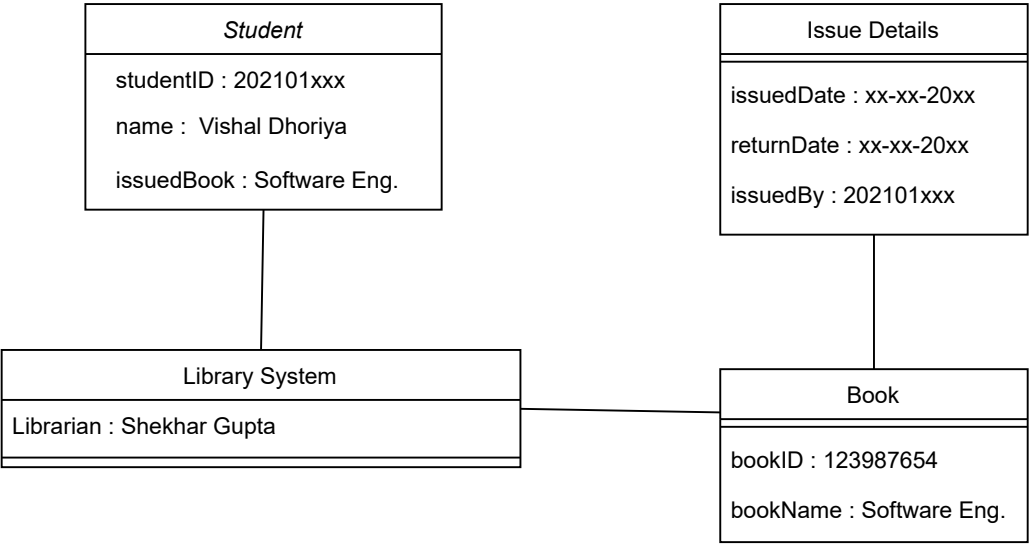 Student
studentID : 202101xxx
name :  Vishal Dhoriya
issuedBook : Software Eng.
Issue Details
issuedDate : xx-xx-20xx
returnDate : xx-xx-20xx
issuedBy : 202101xxx
Library System
Librarian : Shekhar Gupta
Book
bookID : 123987654
bookName : Software Eng.